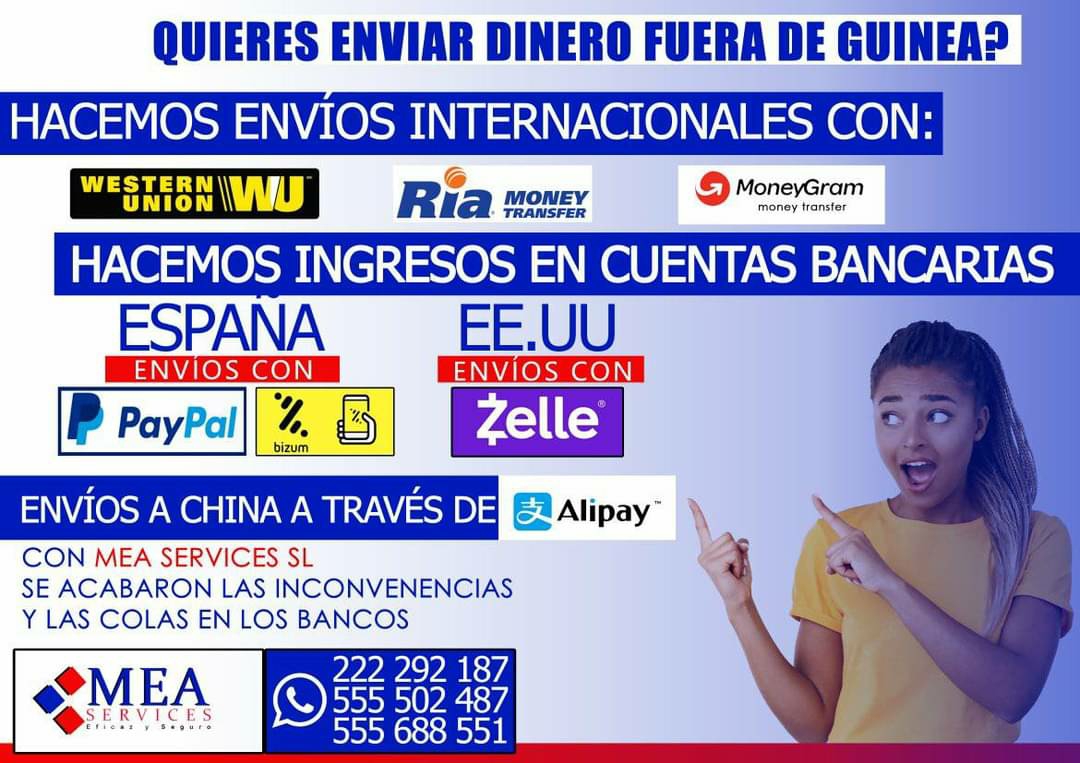 QUIERES ENVIAR DINERO FUERA DE GUINEA?
HACEMOS ENVÍOS INTERNACIONALES CON:
WESTERN UNION WU
Ria MONEY TRANSFER
MoneyGram
money transfer
HACEMOS INGRESOS EN CUENTAS BANCARIAS
ESPAÑA
ENVÍOS CON
PayPal
bizum
EE.UU
ENVÍOS CON
Zelle®
ENVÍOS A CHINA A TRAVÉS DE
支 Alipay™
CON MEA SERVICES SL
SE ACABARON LAS INCONVENENCIAS
Y LAS COLAS EN LOS BANCOS
MEA
SERVICES
Eficaz y Seguro
222 292 187
555 502 487
555 688 551